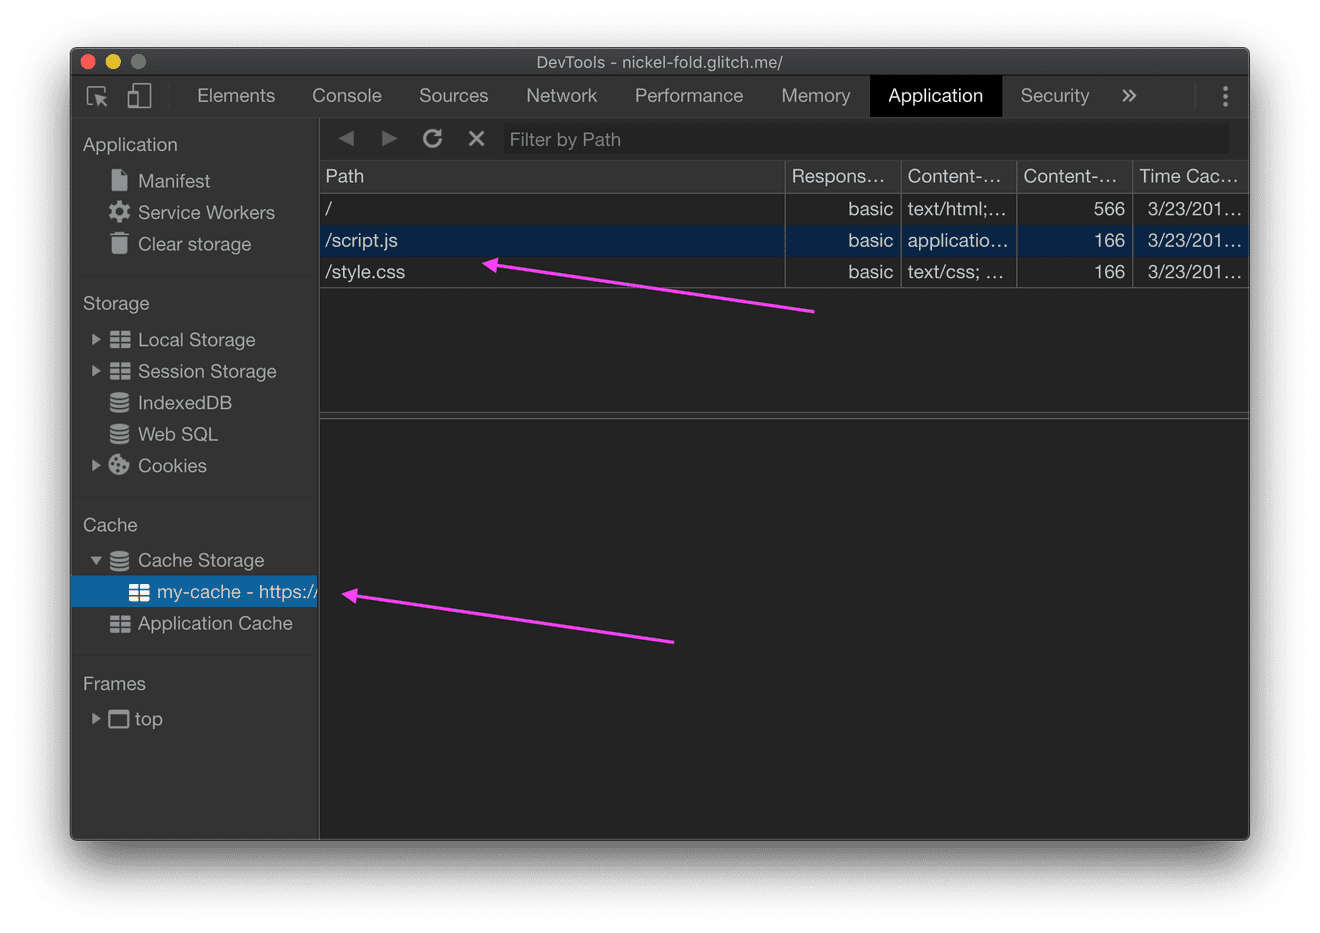 DevTools - nickel-fold.glitch.me/
Elements Console Sources Network Performance Memory Application Security »
Application
Manifest
Service Workers
Clear storage
Storage
Local Storage
Session Storage
IndexedDB
Web SQL
Cookies
Cache
Cache Storage
my-cache - https:/
Application Cache
Frames
top
Filter by Path
Path Respons... Content-... Content-... Time Cac...
/ basic text/html;... 566 3/23/201...
/script.js basic applicatio... 166 3/23/201...
/style.css basic text/css; ... 166 3/23/201...